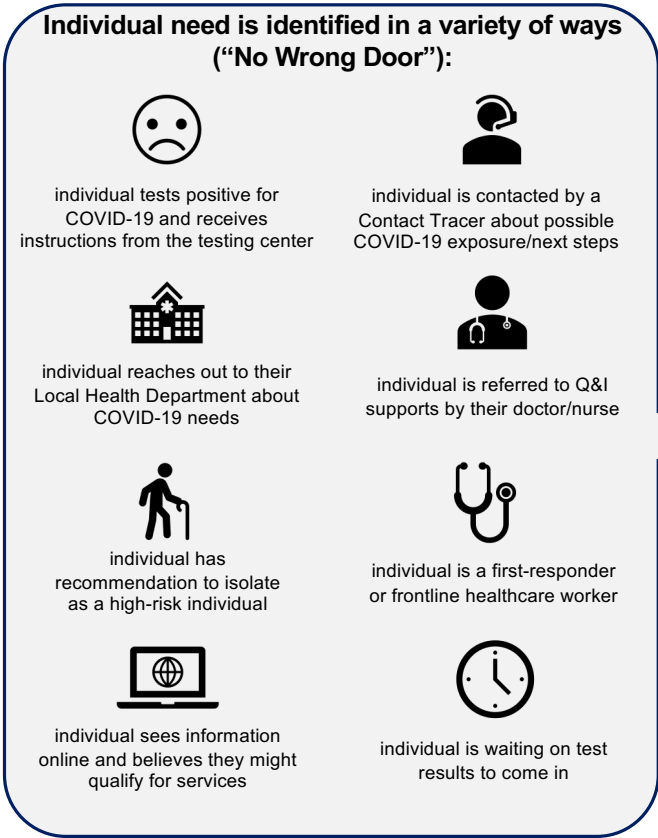 Individual need is identified in a variety of ways
(“No Wrong Door”):
individual tests positive for
COVID-19 and receives
instructions from the testing center
individual is contacted by a
Contact Tracer about possible
COVID-19 exposure/next steps
individual reaches out to their
Local Health Department about
COVID-19 needs
individual is referred to Q&I
supports by their doctor/nurse
individual has
recommendation to isolate
as a high-risk individual
individual is a first-responder
or frontline healthcare worker
individual sees information
online and believes they might
qualify for services
individual is waiting on test
results to come in